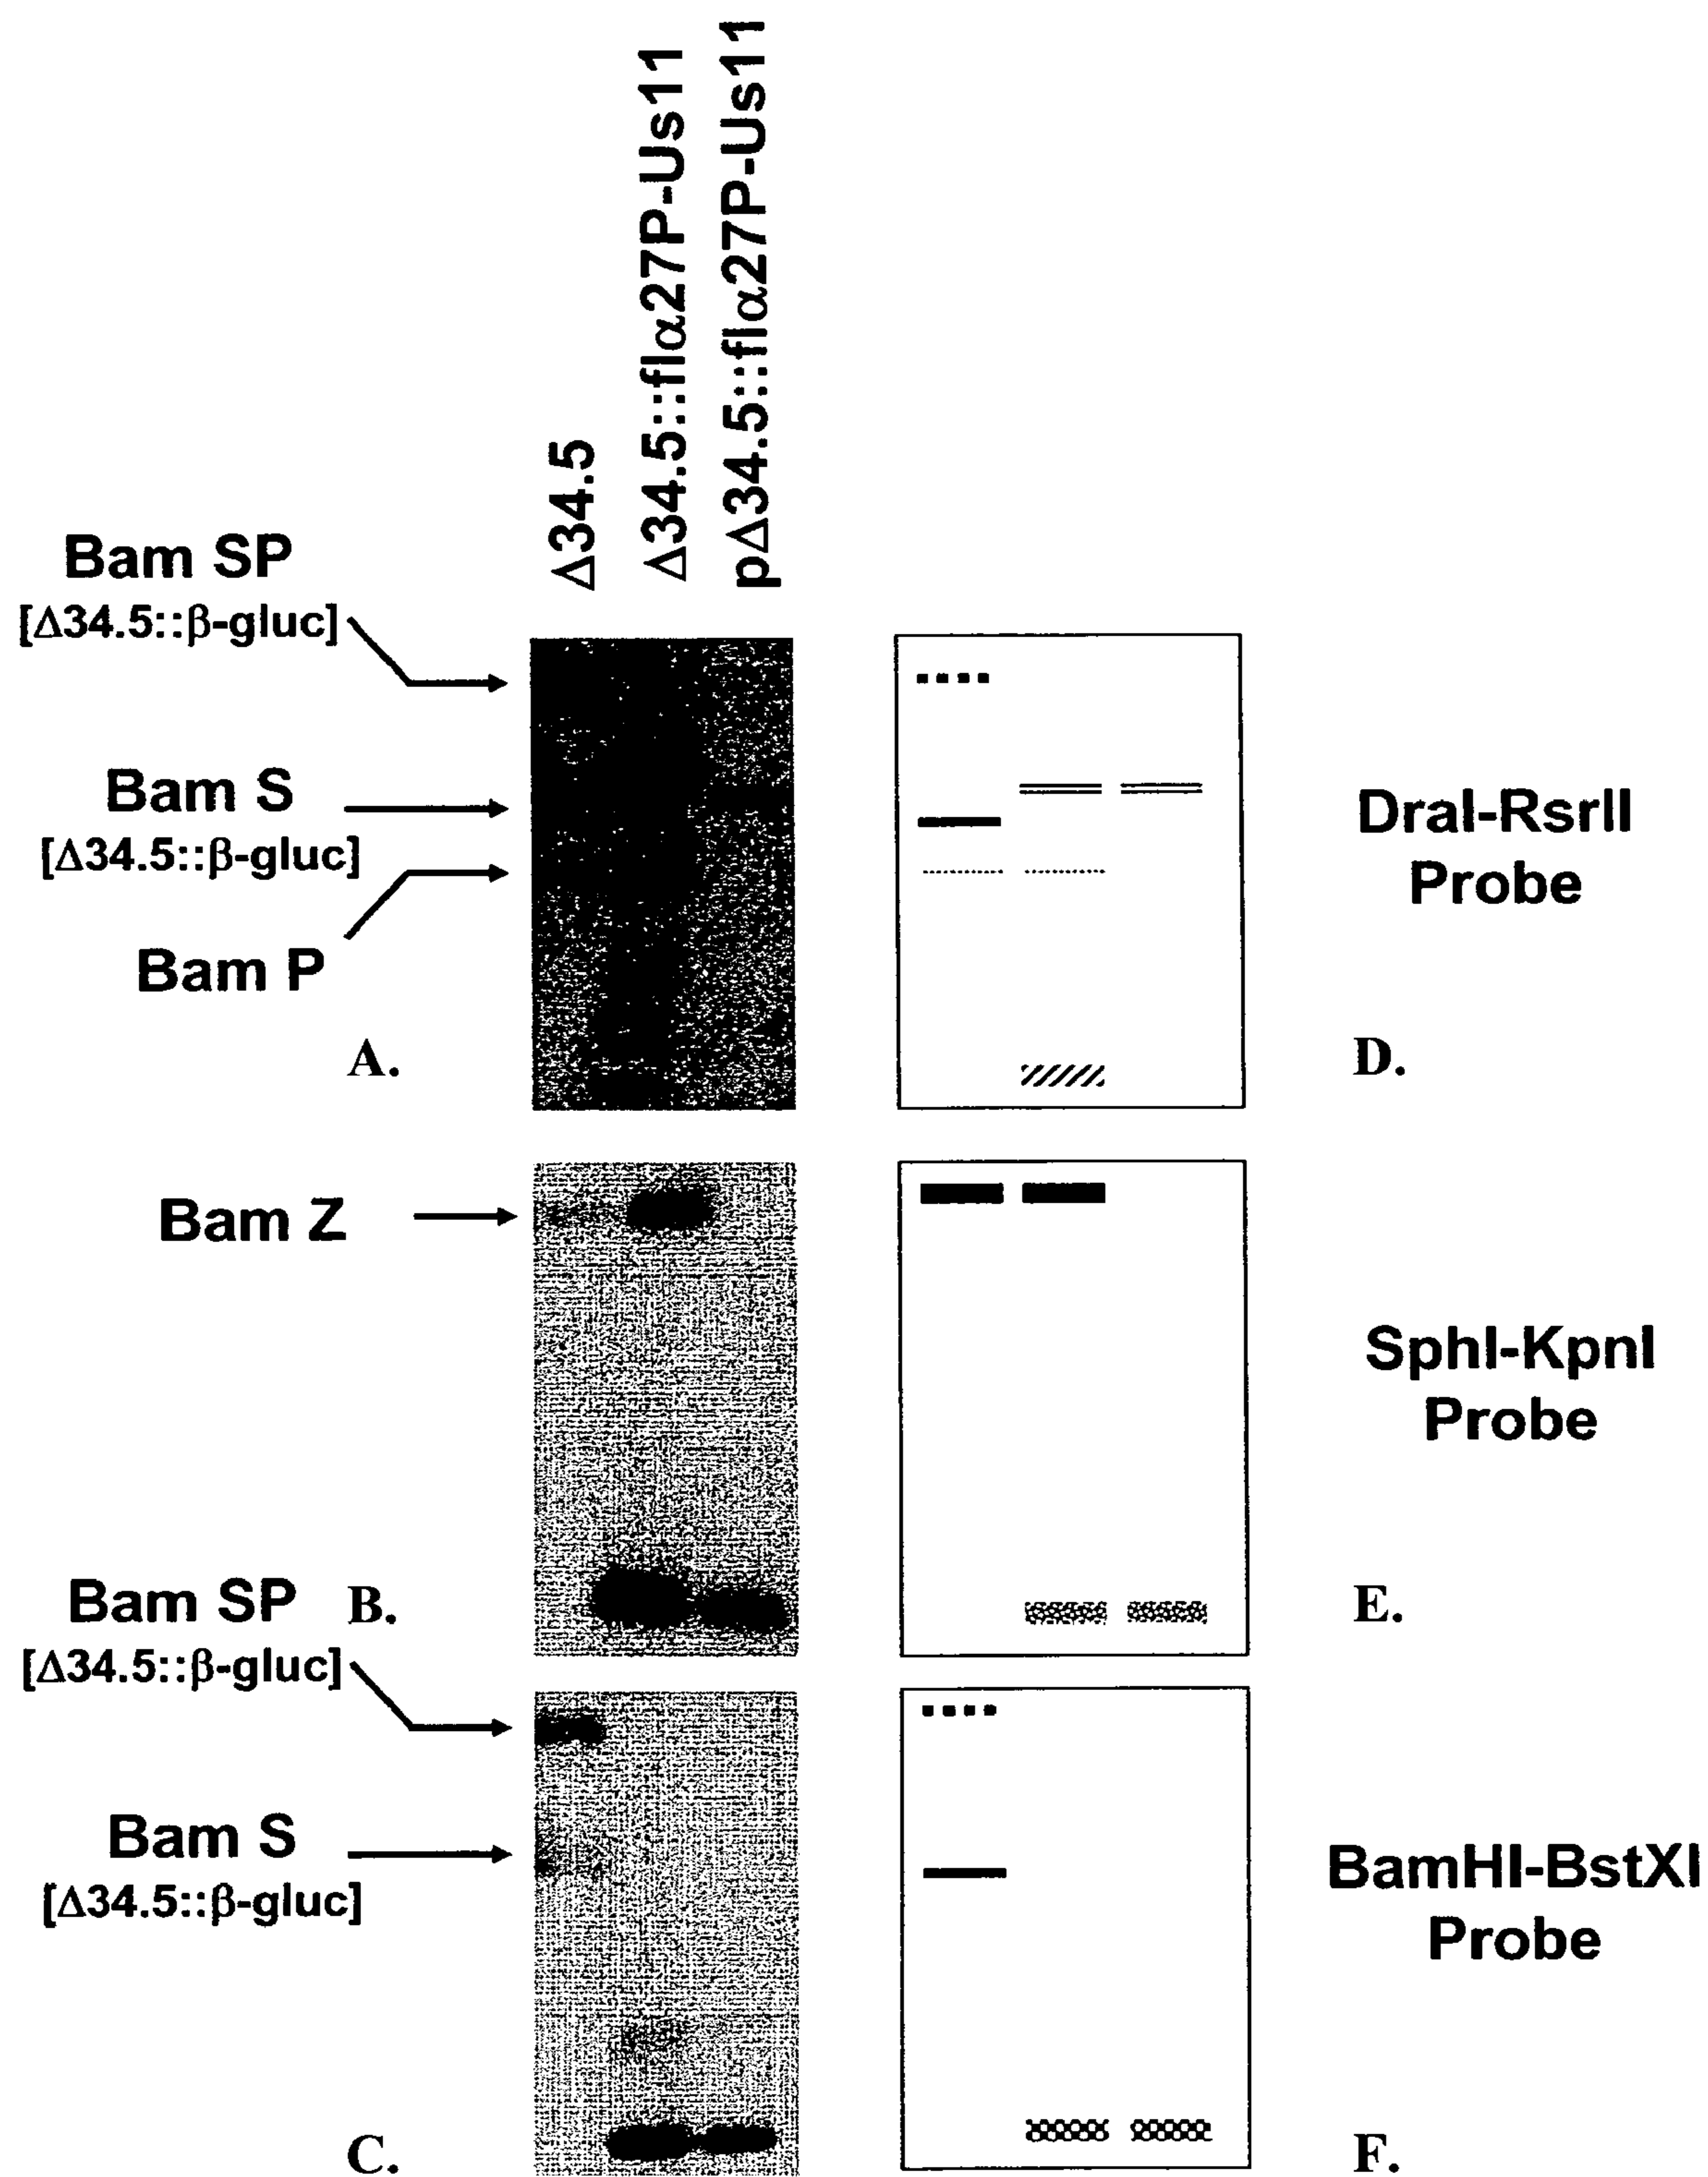 Δ34.5
Δ34.5::flα27P-Us11
pΔ34.5::flα27P-Us11
Bam SP
[Δ34.5::β-gluc]
Bam S
[Δ34.5::β-gluc]
Bam P
A.
DraI-RsrII
Probe
D.
Bam Z
B.
SphI-KpnI
Probe
E.
Bam SP
[Δ34.5::β-gluc]
Bam S
[Δ34.5::β-gluc]
C.
BamHI-BstXI
Probe
F.